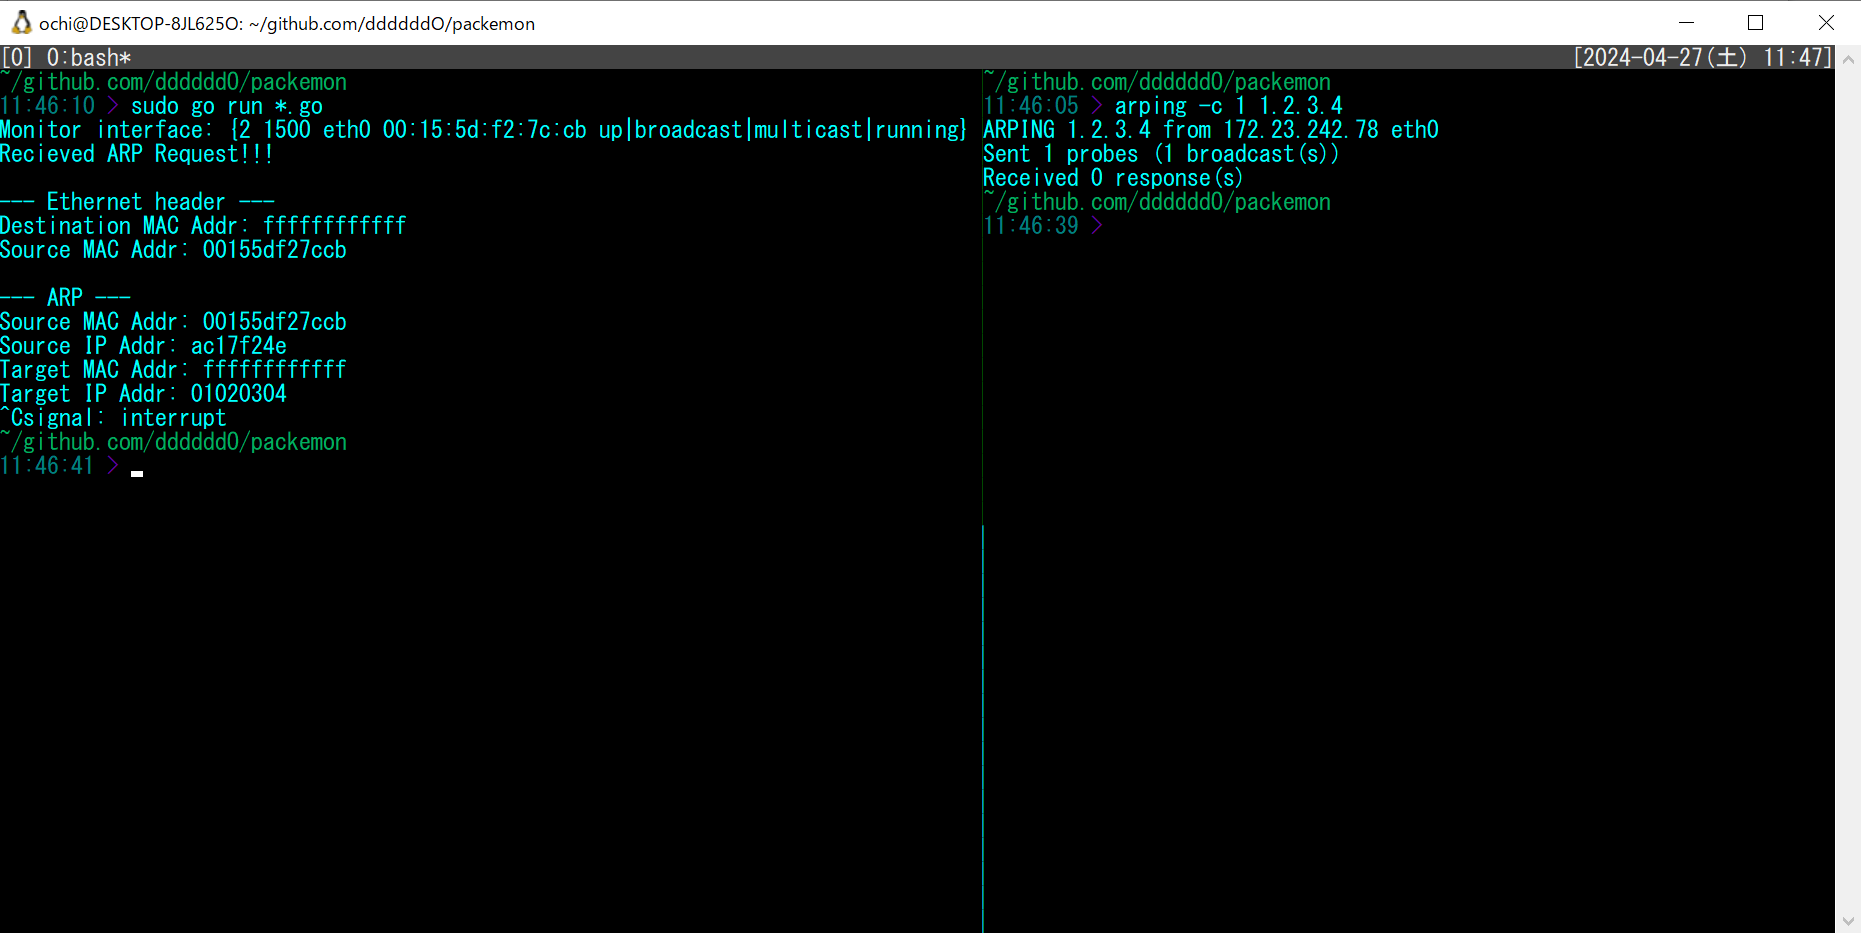 ochi@DESKTOP-8JL625O: ~/github.com/ddddddO/packemon
[0] 0:bash*
[2024-04-27(土) 11:47]
~/github.com/ddddddO/packemon
11:46:10 > sudo go run *.go
Monitor interface: {2 1500 eth0 00:15:5d:f2:7c:cb up|broadcast|multicast|running}
Recieved ARP Request!!!
--- Ethernet header ---
Destination MAC Addr: ffffffffffff
Source MAC Addr: 00155df27ccb
--- ARP ---
Source MAC Addr: 00155df27ccb
Source IP Addr: ac17f24e
Target MAC Addr: ffffffffffff
Target IP Addr: 01020304
^Csignal: interrupt
~/github.com/ddddddO/packemon
11:46:41 >
~/github.com/ddddddO/packemon
11:46:05 > arping -c 1 1.2.3.4
ARPING 1.2.3.4 from 172.23.242.78 eth0
Sent 1 probes (1 broadcast(s))
Received 0 response(s)
~/github.com/ddddddO/packemon
11:46:39 >